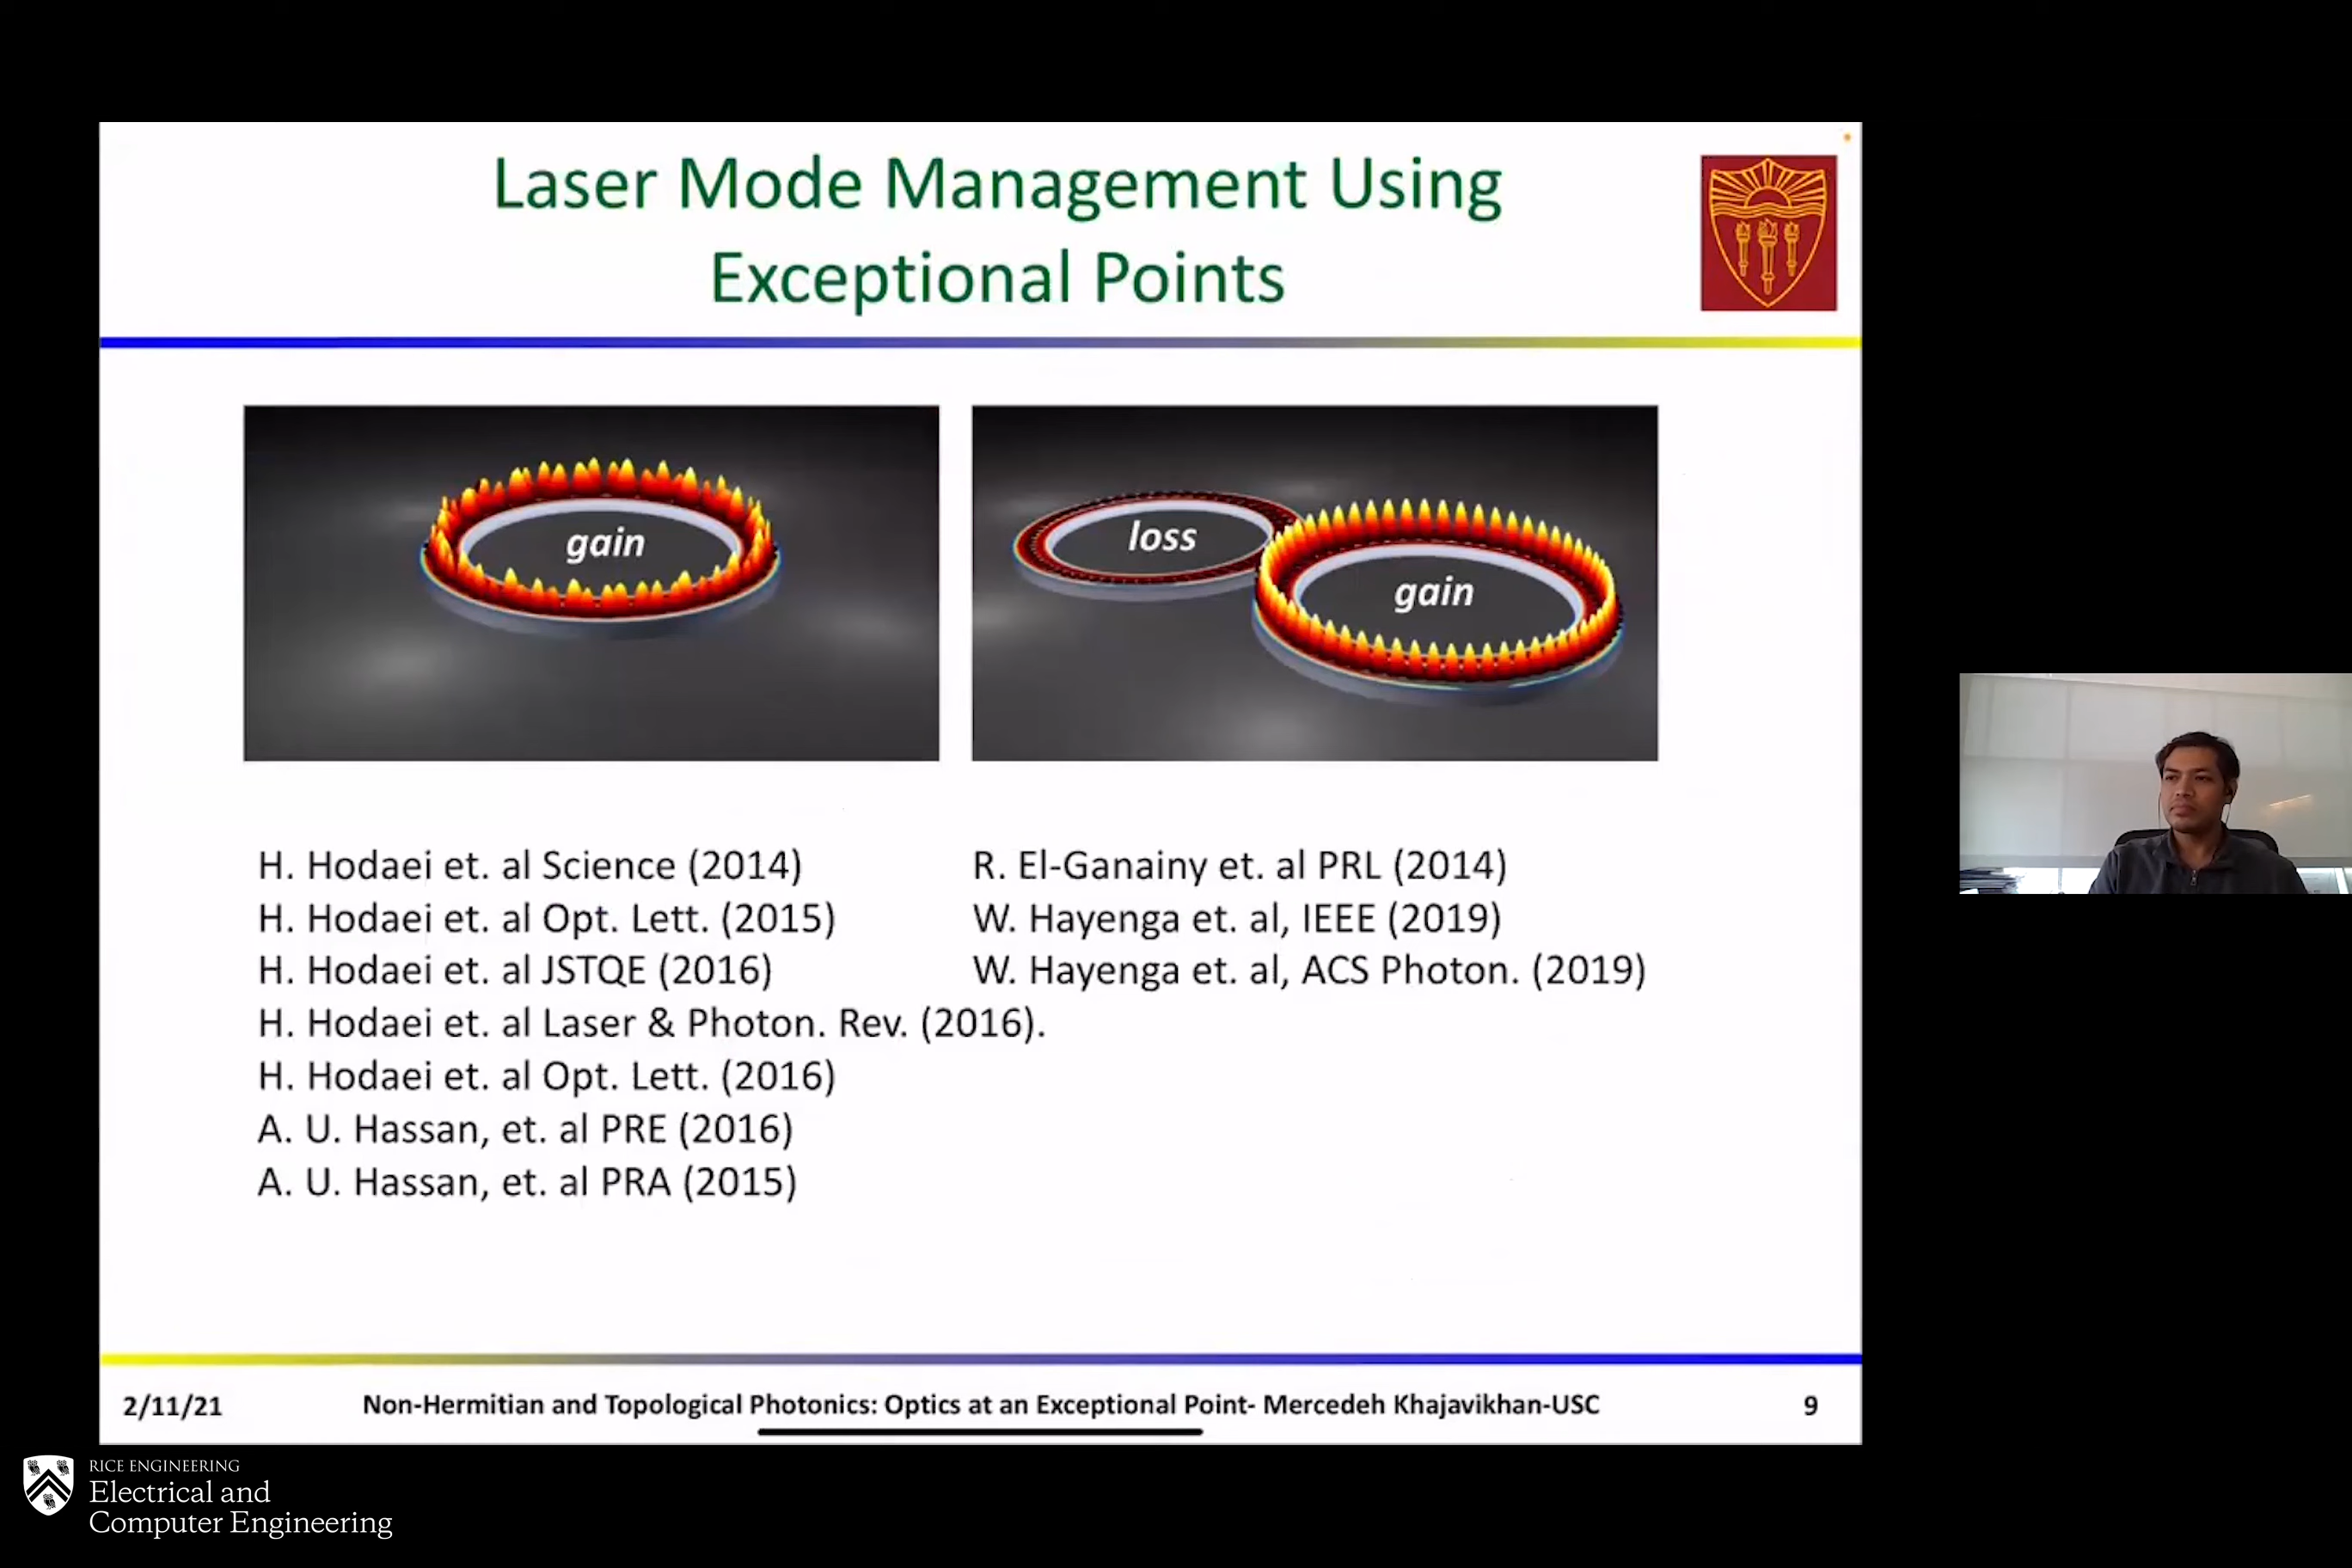 Laser Mode Management Using
Exceptional Points
gain
loss
gain
H. Hodaei et. al Science (2014)
H. Hodaei et. al Opt. Lett. (2015)
H. Hodaei et. al JSTQE (2016)
H. Hodaei et. al Laser & Photon. Rev. (2016).
H. Hodaei et. al Opt. Lett. (2016)
A. U. Hassan, et. al PRE (2016)
A. U. Hassan, et. al PRA (2015)
R. El-Ganainy et. al PRL (2014)
W. Hayenga et. al, IEEE (2019)
W. Hayenga et. al, ACS Photon. (2019)
2/11/21
Non-Hermitian and Topological Photonics: Optics at an Exceptional Point- Mercedeh Khajavikhan-USC
9
RICE ENGINEERING
Electrical and
Computer Engineering